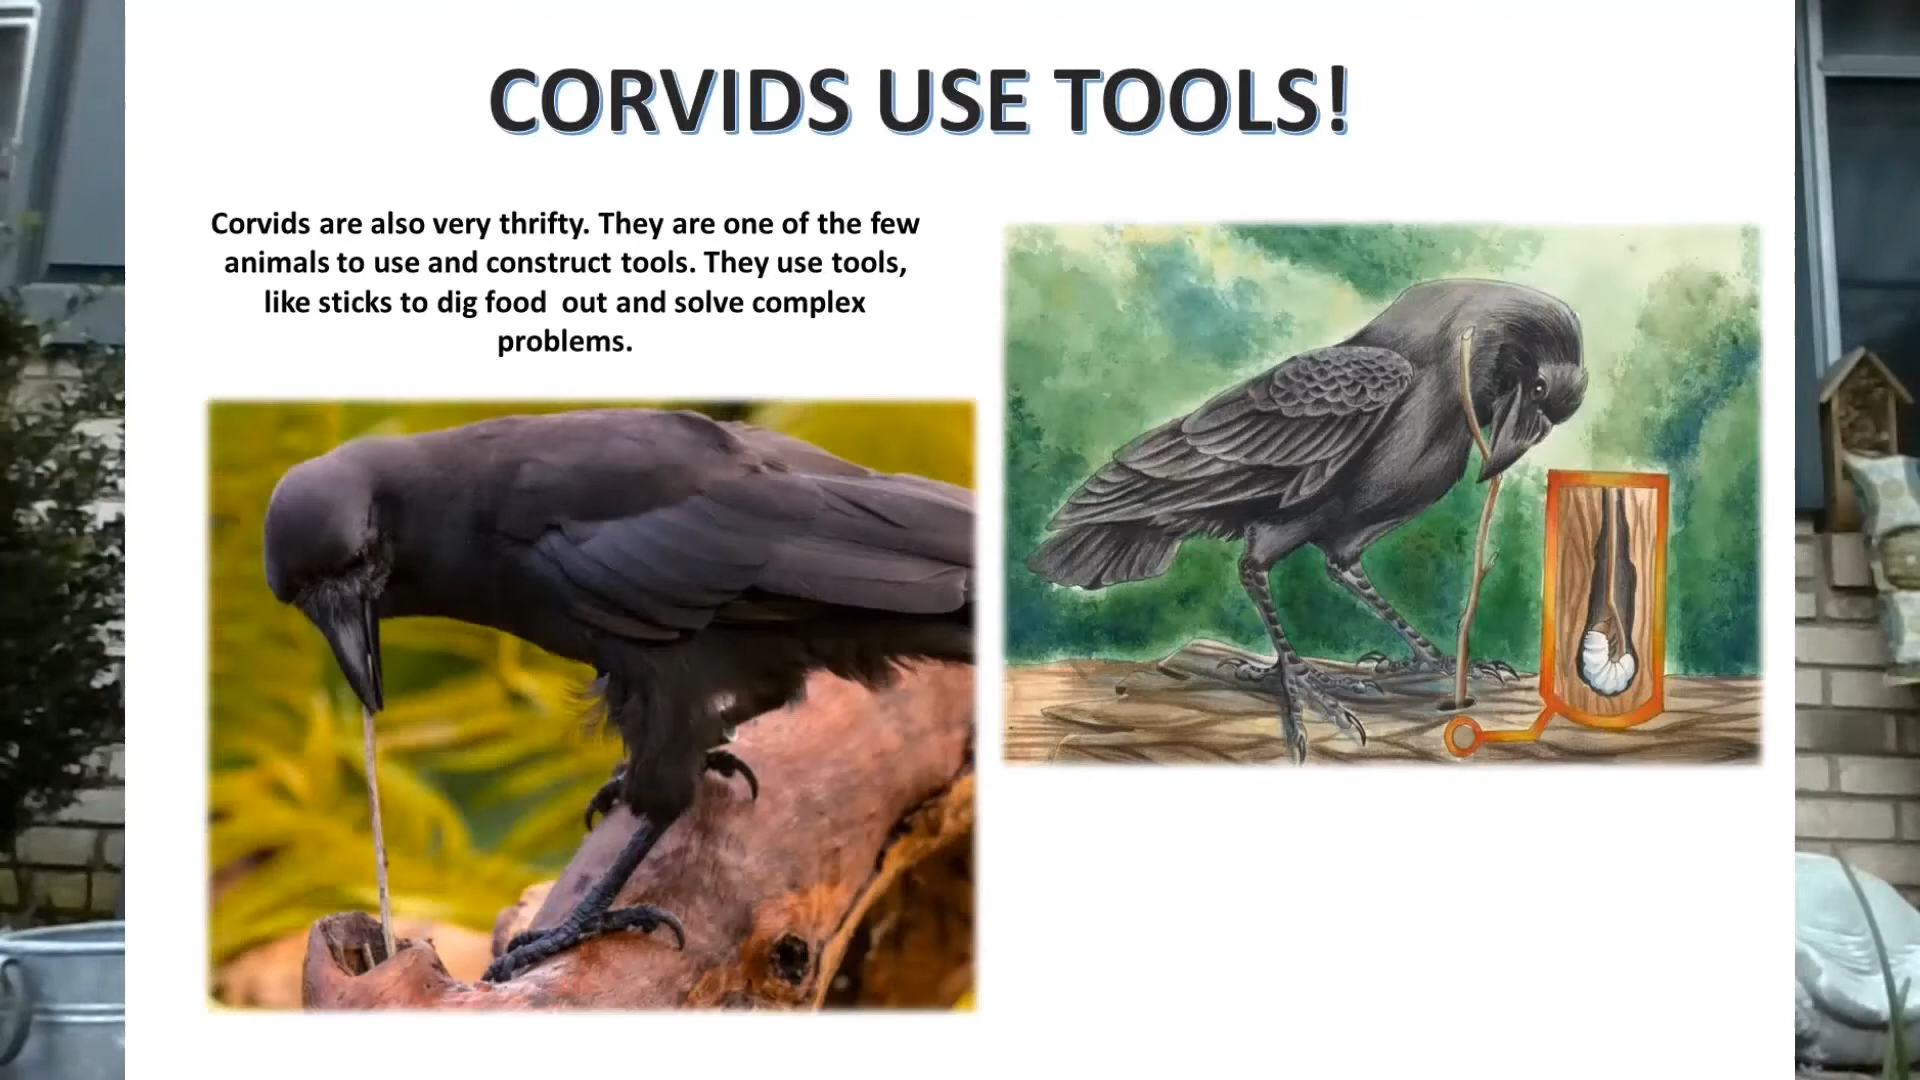 CORVIDS USE TOOLS!
Corvids are also very thrifty. They are one of the few
animals to use and construct tools. They use tools,
like sticks to dig food  out and solve complex
problems.